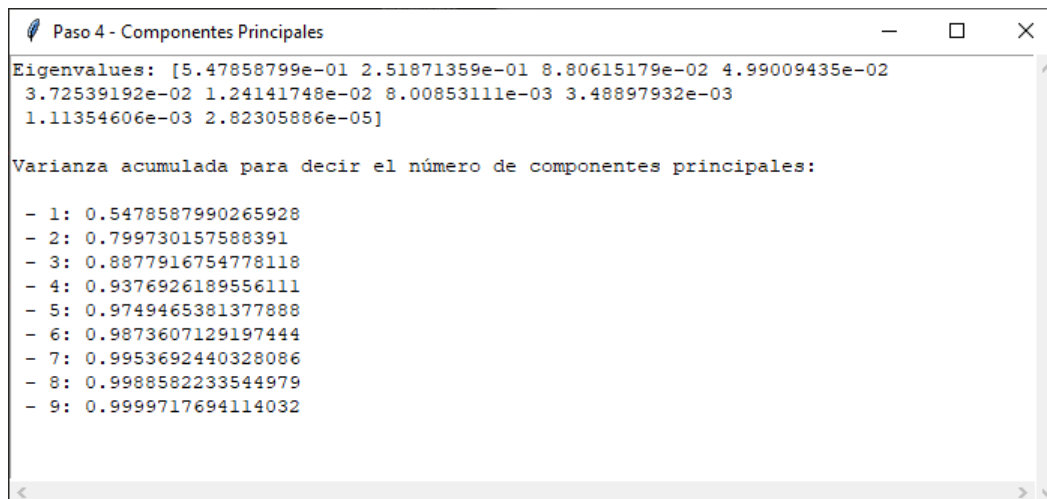 Paso 4 - Componentes Principales
Eigenvalues: [5.47858799e-01 2.51871359e-01 8.80615179e-02 4.99009435e-02
3.72539192e-02 1.24141748e-02 8.00853111e-03 3.48897932e-03
1.11354606e-03 2.82305886e-05]
Varianza acumulada para decir el número de componentes principales:
- 1: 0.5478587990265928
- 2: 0.799730157588391
- 3: 0.8877916754778118
- 4: 0.9376926189556111
- 5: 0.9749465381377888
- 6: 0.9873607129197444
- 7: 0.9953692440328086
- 8: 0.9988582233544979
- 9: 0.9999717694114032